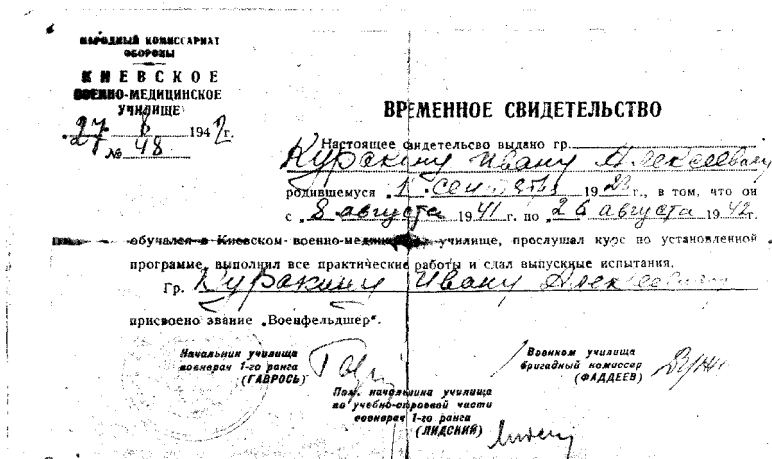 НАРОДНЫЙ КОМИССАРИАТ
ОБОРОНЫ
КИЕВСКОЕ
ВОЕННО-МЕДИЦИНСКОЕ
УЧИЛИЩЕ
27 1942 г.
№ 48
ВРЕМЕННОЕ СВИДЕТЕЛЬСТВО
Настоящее свидетельсво выдано гр.
Куракину Ивану Алексеевичу
родившемуся 1 сентября 1923 г., в том, что он
с 8 августа 1941 г. по 26 августа 1942 г.
обучался в Киевском военно-медицинском училище, прослушал курс по установленной
программе, выполнил все практические работы и сдал выпускные испытания.
Гр. Куракину Ивану Алексеевичу
присвоено звание „Военфельдшер".
Начальник училища
военврач 1-го ранга
(ГАВРОСЬ)
Военком училища
бригадный комиссар
(ФАДДЕЕВ)
Пом. начальника училища
по учебно-строевой части
военврач 1-го ранга
(ЛИДСКИЙ)